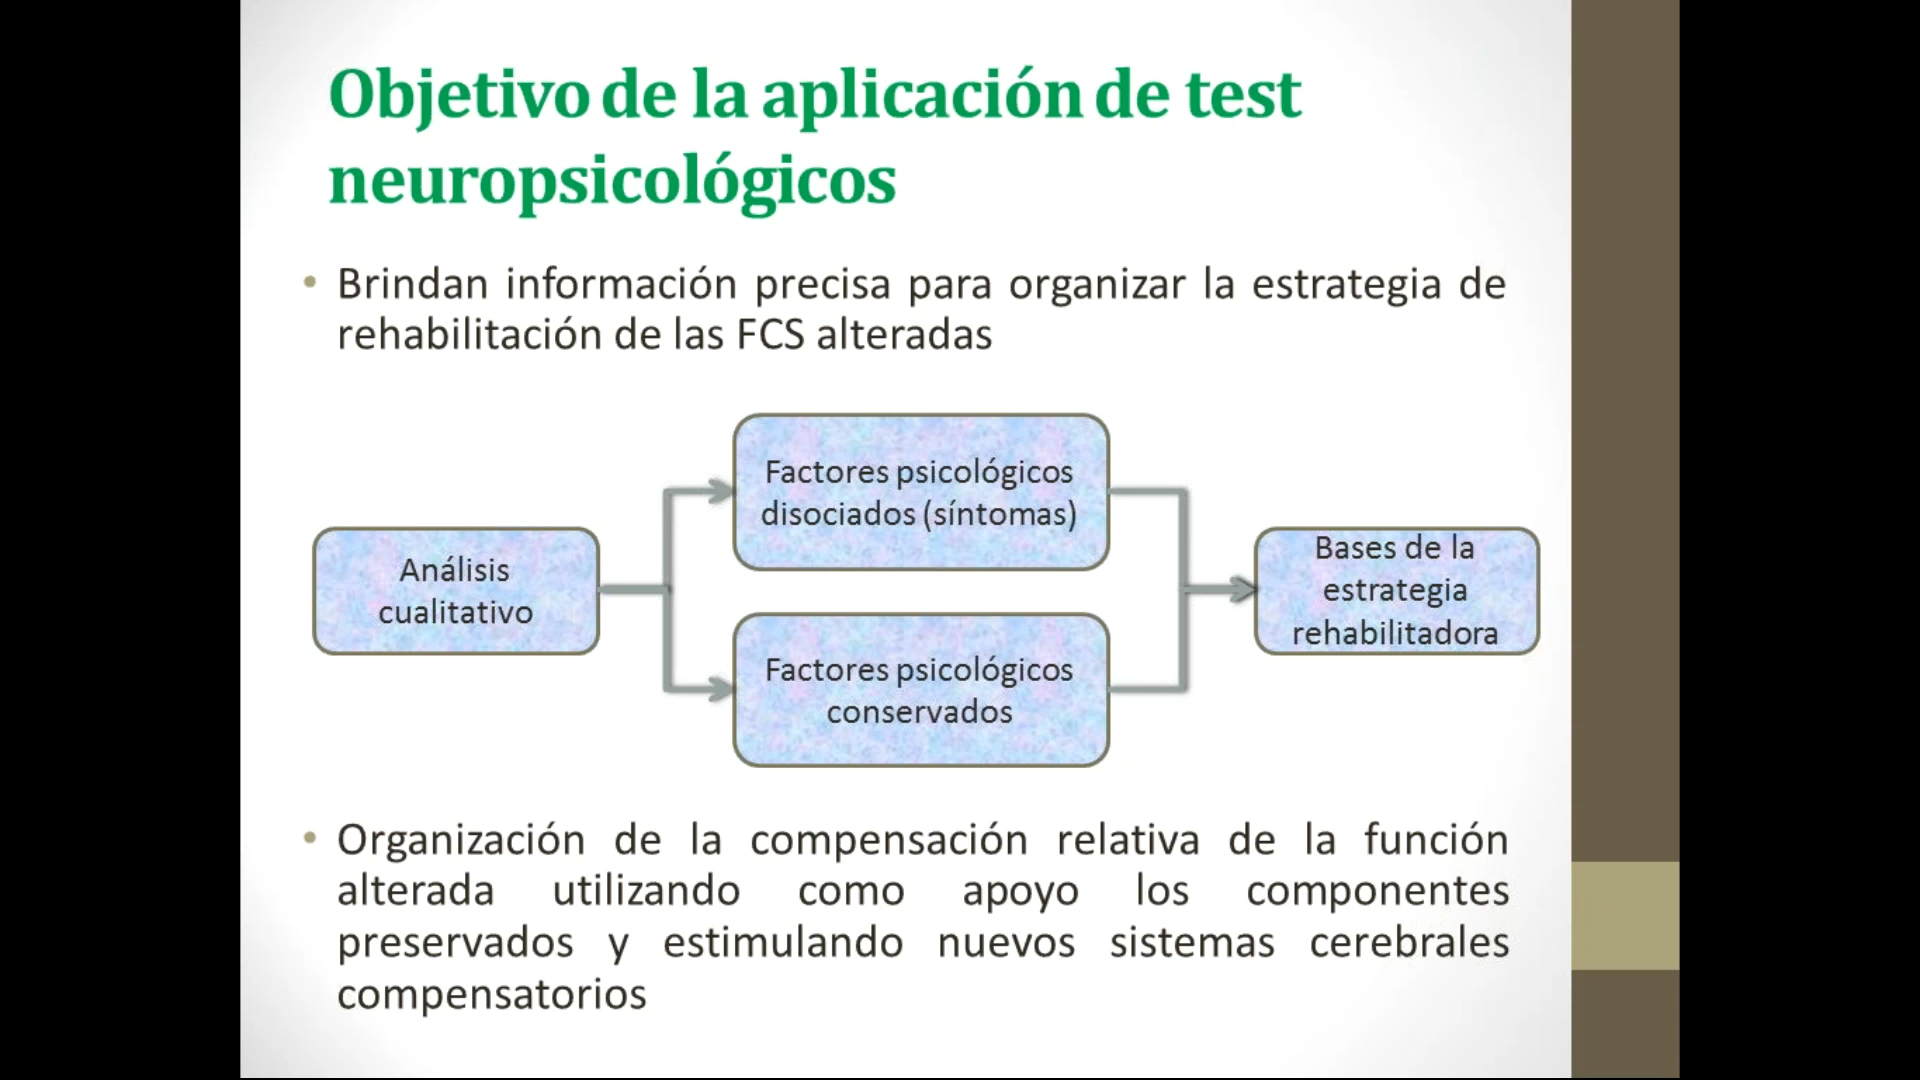 Objetivo de la aplicación de test
neuropsicológicos
• Brindan información precisa para organizar la estrategia de
rehabilitación de las FCS alteradas
Análisis
cualitativo
Factores psicológicos
disociados (síntomas)
Factores psicológicos
conservados
Bases de la
estrategia
rehabilitadora
• Organización de la compensación relativa de la función
alterada utilizando como apoyo los componentes
preservados y estimulando nuevos sistemas cerebrales
compensatorios